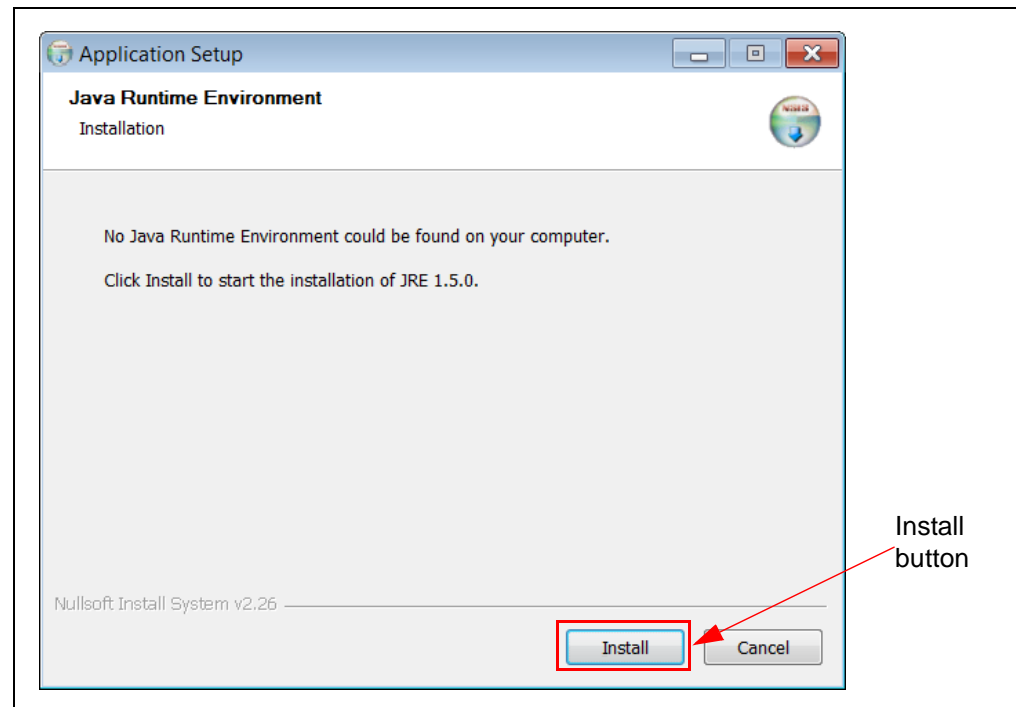 Application Setup
Java Runtime Environment
Installation
No Java Runtime Environment could be found on your computer.
Click Install to start the installation of JRE 1.5.0.
Install
button
Nullsoft Install System v2.26
Install
Cancel